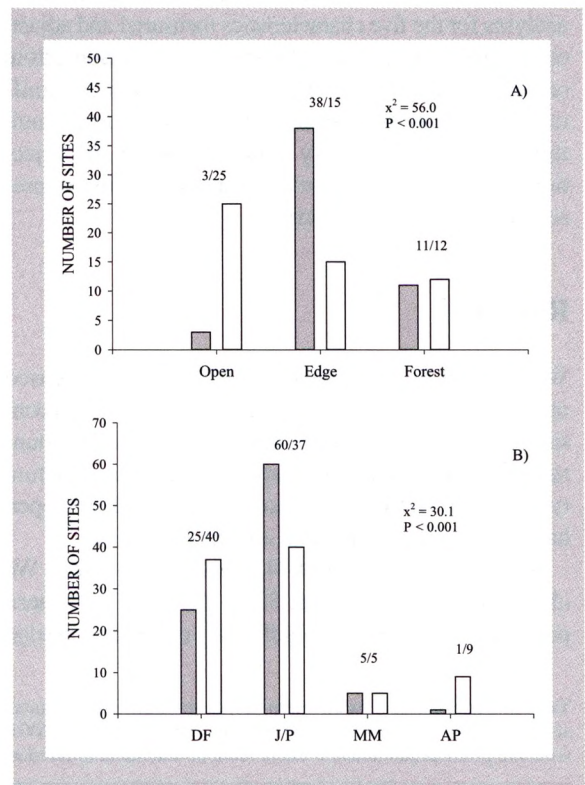 A)
x² = 56.0
P < 0.001
NUMBER OF SITES
50
45
40
35
30
25
20
15
10
5
0
3/25
38/15
11/12
Open
Edge
Forest
B)
x² = 30.1
P < 0.001
NUMBER OF SITES
70
60
50
40
30
20
10
0
25/40
60/37
5/5
1/9
DF
J/P
MM
AP